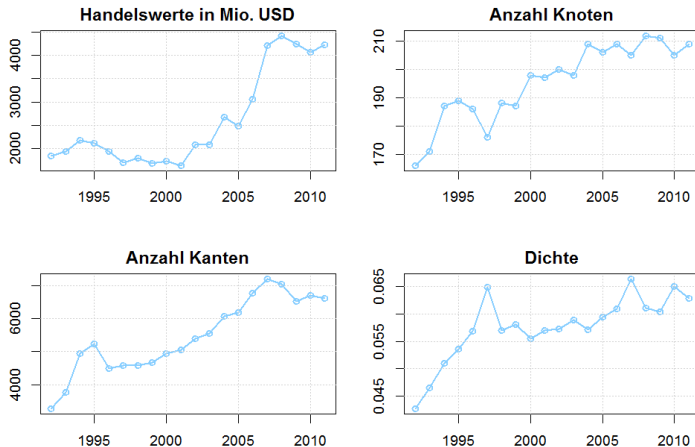 Handelswerte in Mio. USD
4000
3000
2000
1995 2000 2005 2010
Anzahl Knoten
210
190
170
1995 2000 2005 2010
Anzahl Kanten
6000
4000
1995 2000 2005 2010
Dichte
0.065
0.055
0.045
1995 2000 2005 2010